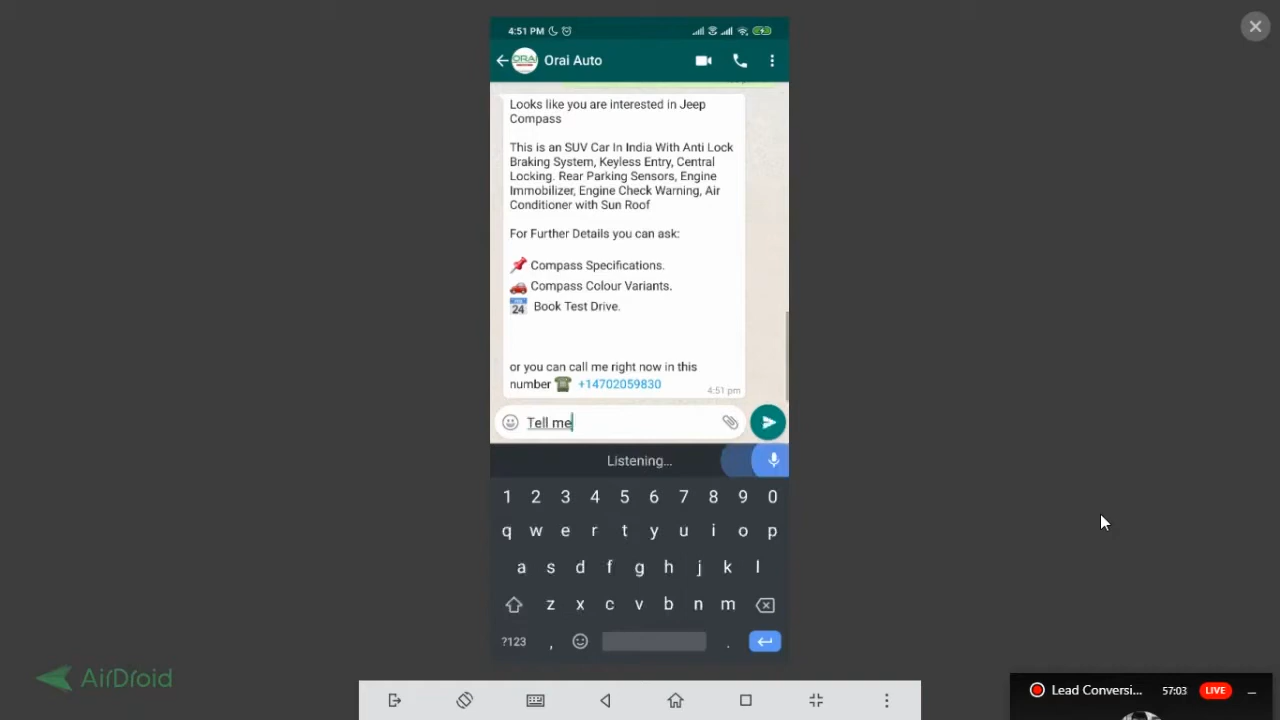 4:51 PM
ORAI
Orai Auto
Looks like you are interested in Jeep
Compass
This is an SUV Car In India With Anti Lock
Braking System, Keyless Entry, Central
Locking. Rear Parking Sensors, Engine
Immobilizer, Engine Check Warning, Air
Conditioner with Sun Roof
For Further Details you can ask:
Compass Specifications.
Compass Colour Variants.
24 Book Test Drive.
or you can call me right now in this
number +14702059830
4:51 pm
Tell me
Listening...
1 2 3 4 5 6 7 8 9 0
q w e r t y u i o p
a s d f g h j k l
z x c v b n m
?123 , .
AirDroid
Lead Conversi... 57:03 LIVE